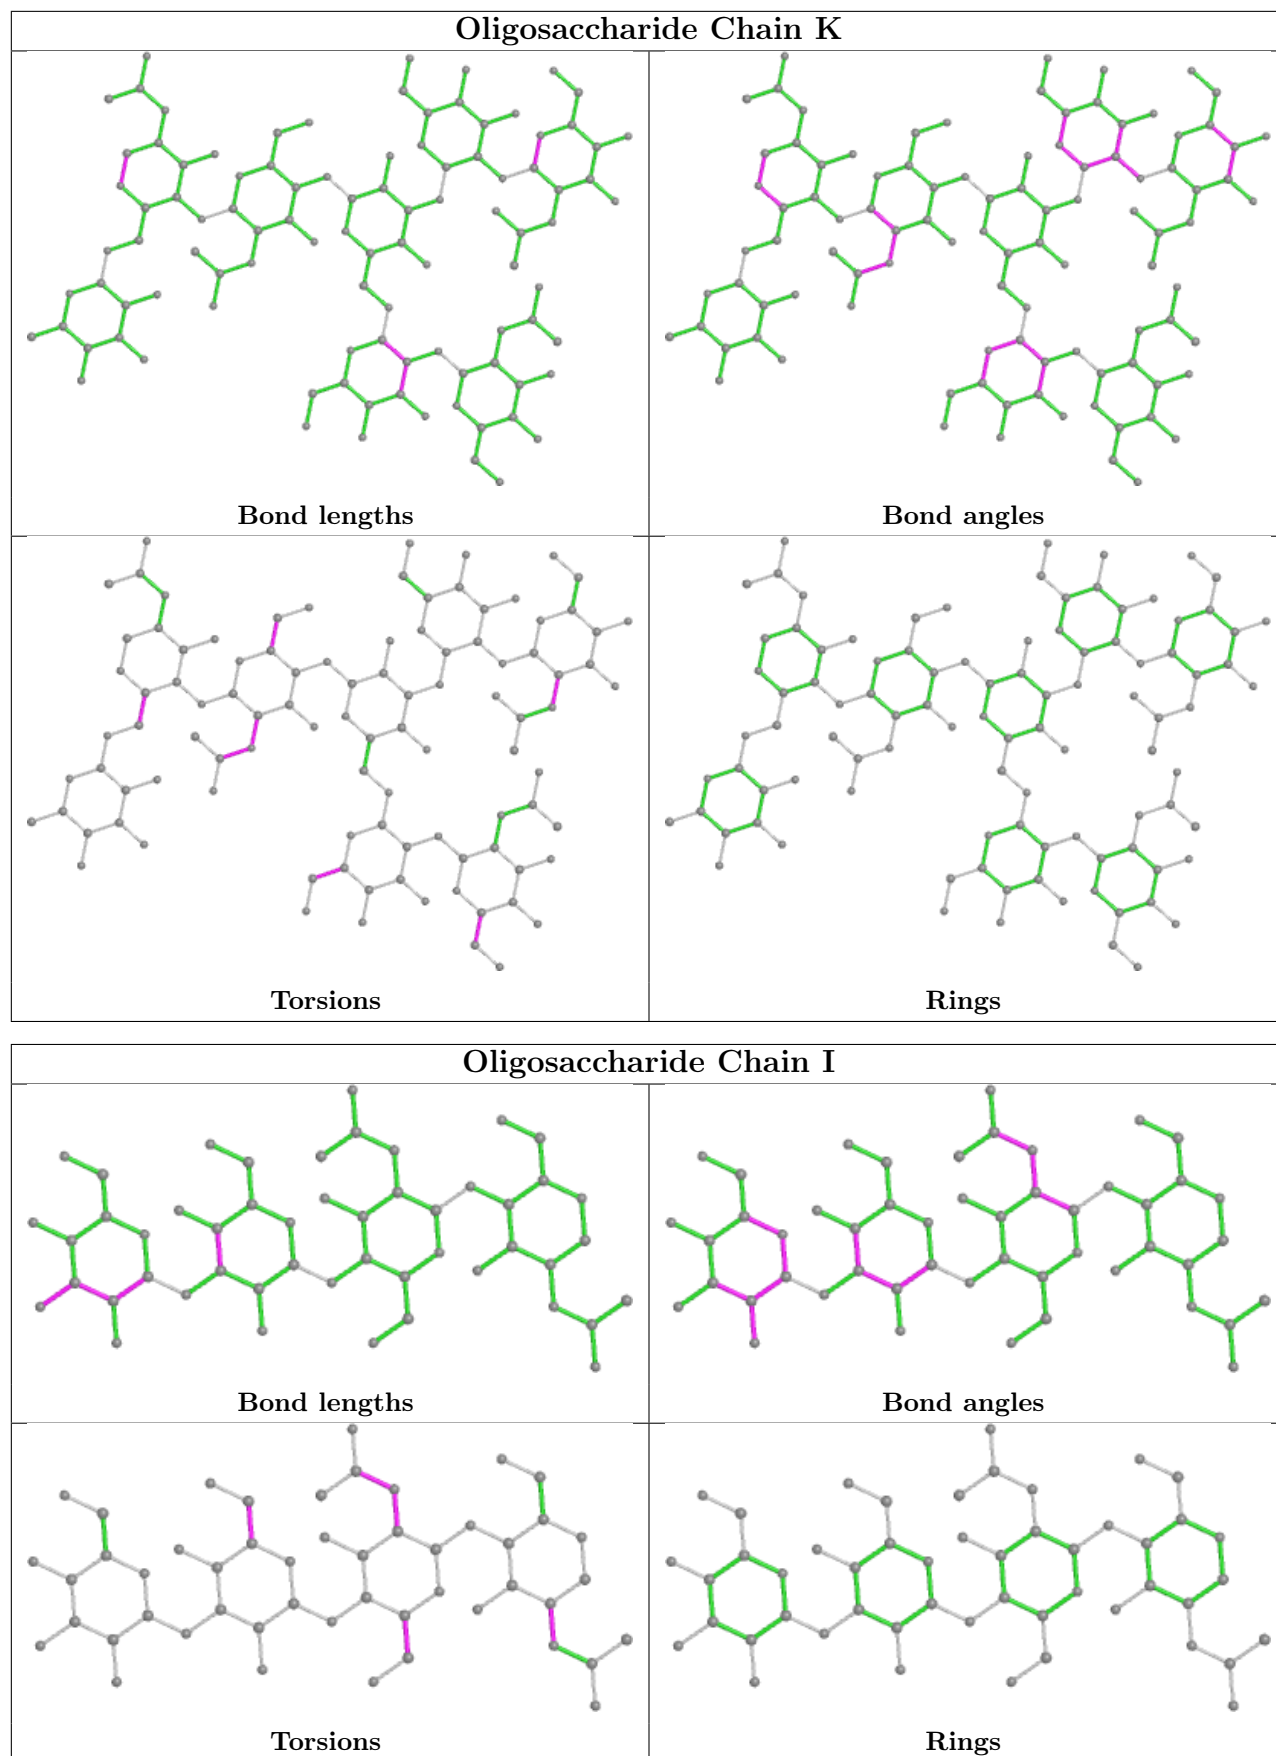 Oligosaccharide Chain K
Bond lengths
Bond angles
Torsions
Rings
Oligosaccharide Chain I
Bond lengths
Bond angles
Torsions
Rings